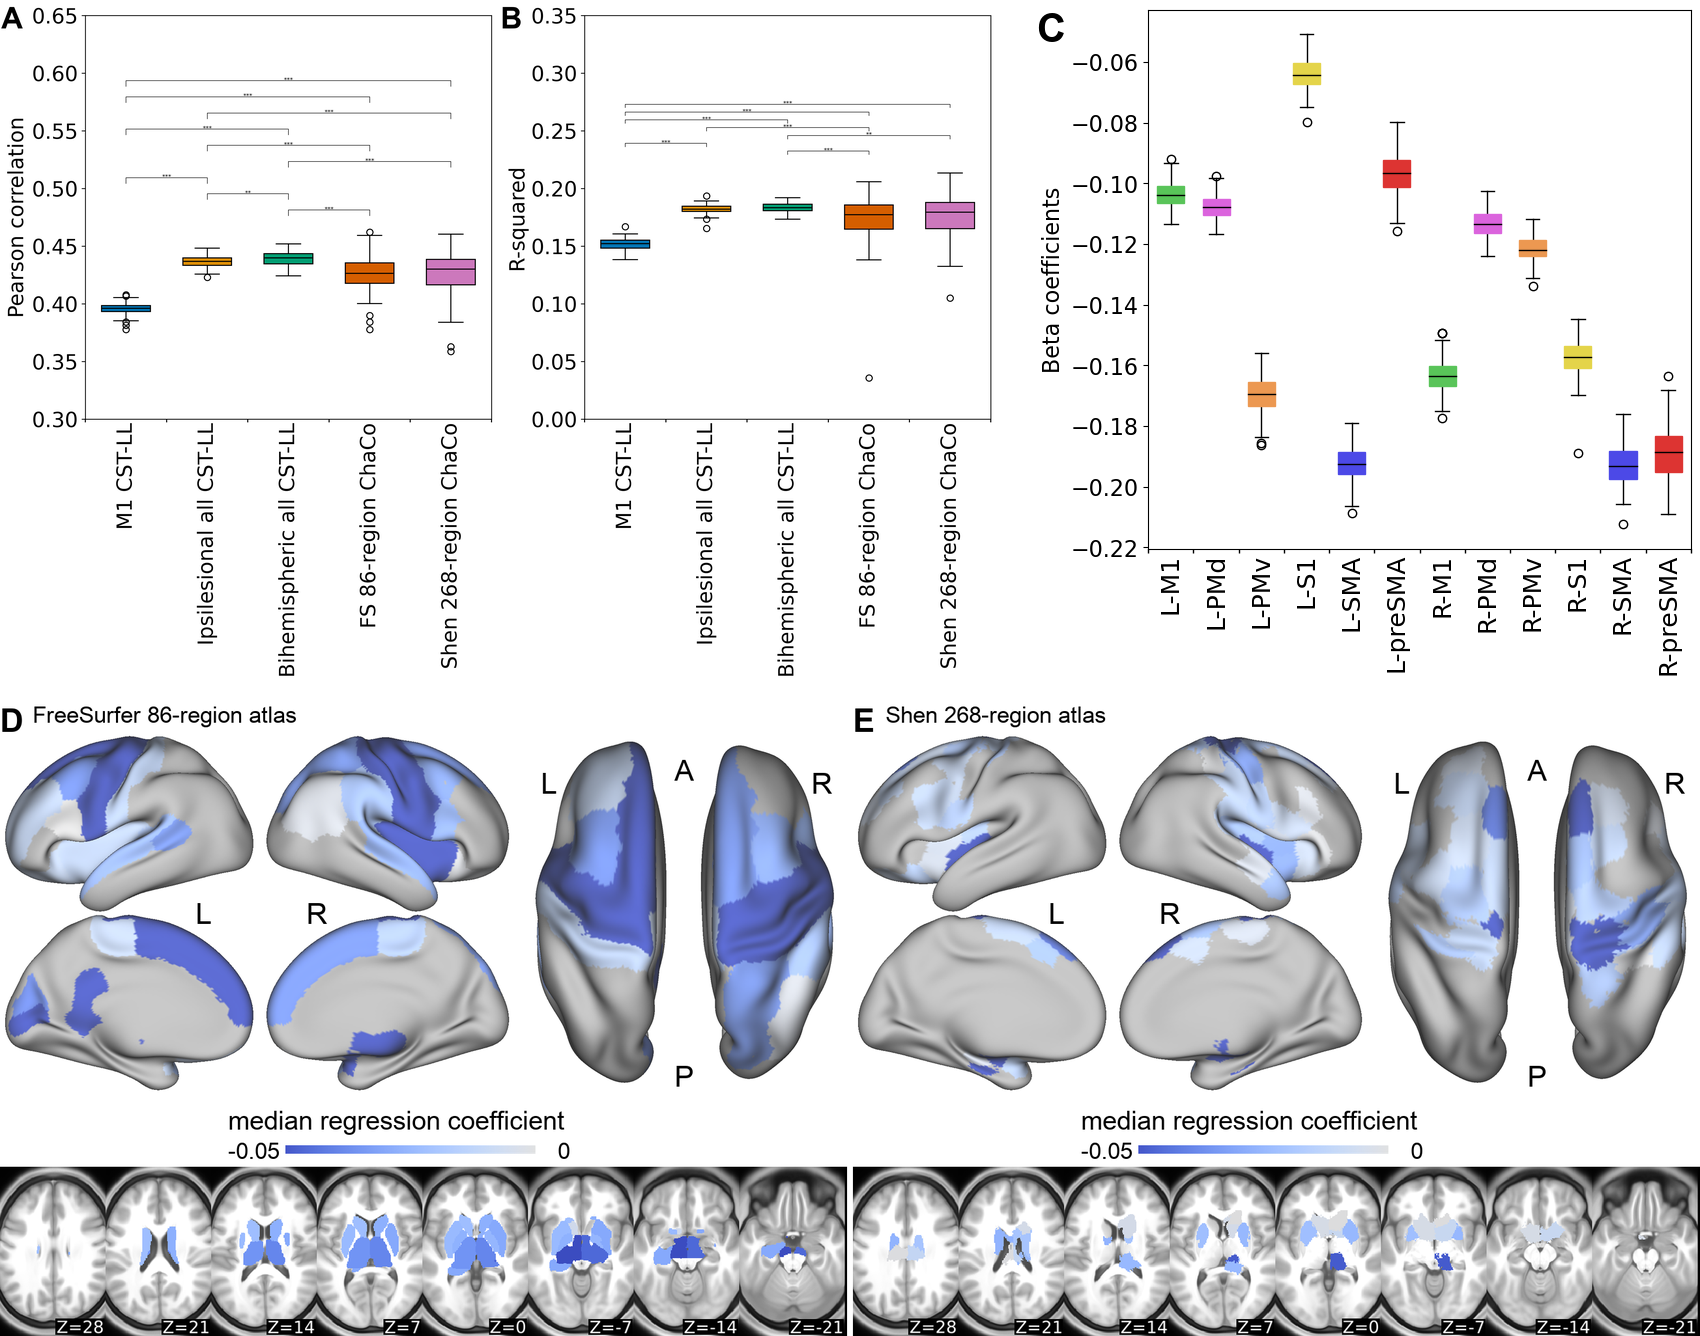 A
0.65
0.60
0.55
0.50
0.45
0.40
0.35
0.30
Pearson correlation
***
***
***
***
***
***
***
**
***
M1 CST-LL
Ipsilesional all CST-LL
Bihemispheric all CST-LL
FS 86-region ChaCo
Shen 268-region ChaCo
B
0.35
0.30
0.25
0.20
0.15
0.10
0.05
0.00
R-squared
***
***
***
***
**
***
***
M1 CST-LL
Ipsilesional all CST-LL
Bihemispheric all CST-LL
FS 86-region ChaCo
Shen 268-region ChaCo
C
−0.06
−0.08
−0.10
−0.12
−0.14
−0.16
−0.18
−0.20
−0.22
Beta coefficients
L-M1
L-PMd
L-PMv
L-S1
L-SMA
L-preSMA
R-M1
R-PMd
R-PMv
R-S1
R-SMA
R-preSMA
D FreeSurfer 86-region atlas
L A R
L R
P
median regression coefficient
-0.05 0
Z=28 Z=21 Z=14 Z=7 Z=0 Z=-7 Z=-14 Z=-21
E Shen 268-region atlas
L A R
L R
P
median regression coefficient
-0.05 0
Z=28 Z=21 Z=14 Z=7 Z=0 Z=-7 Z=-14 Z=-21